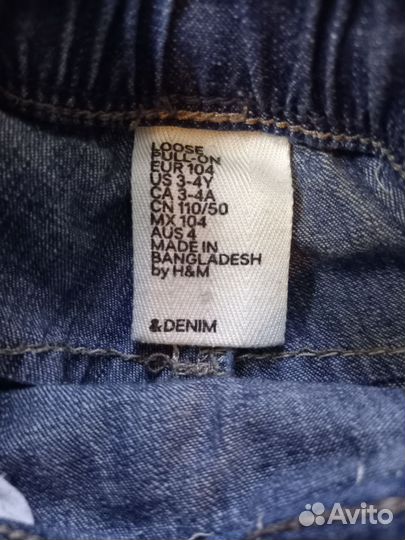 LOOSE
PULL-ON
EUR 104
US 3-4Y
CA 3-4A
CN 110/50
MX 104
AUS 4
MADE IN
BANGLADESH
by H&M
&DENIM
Avito